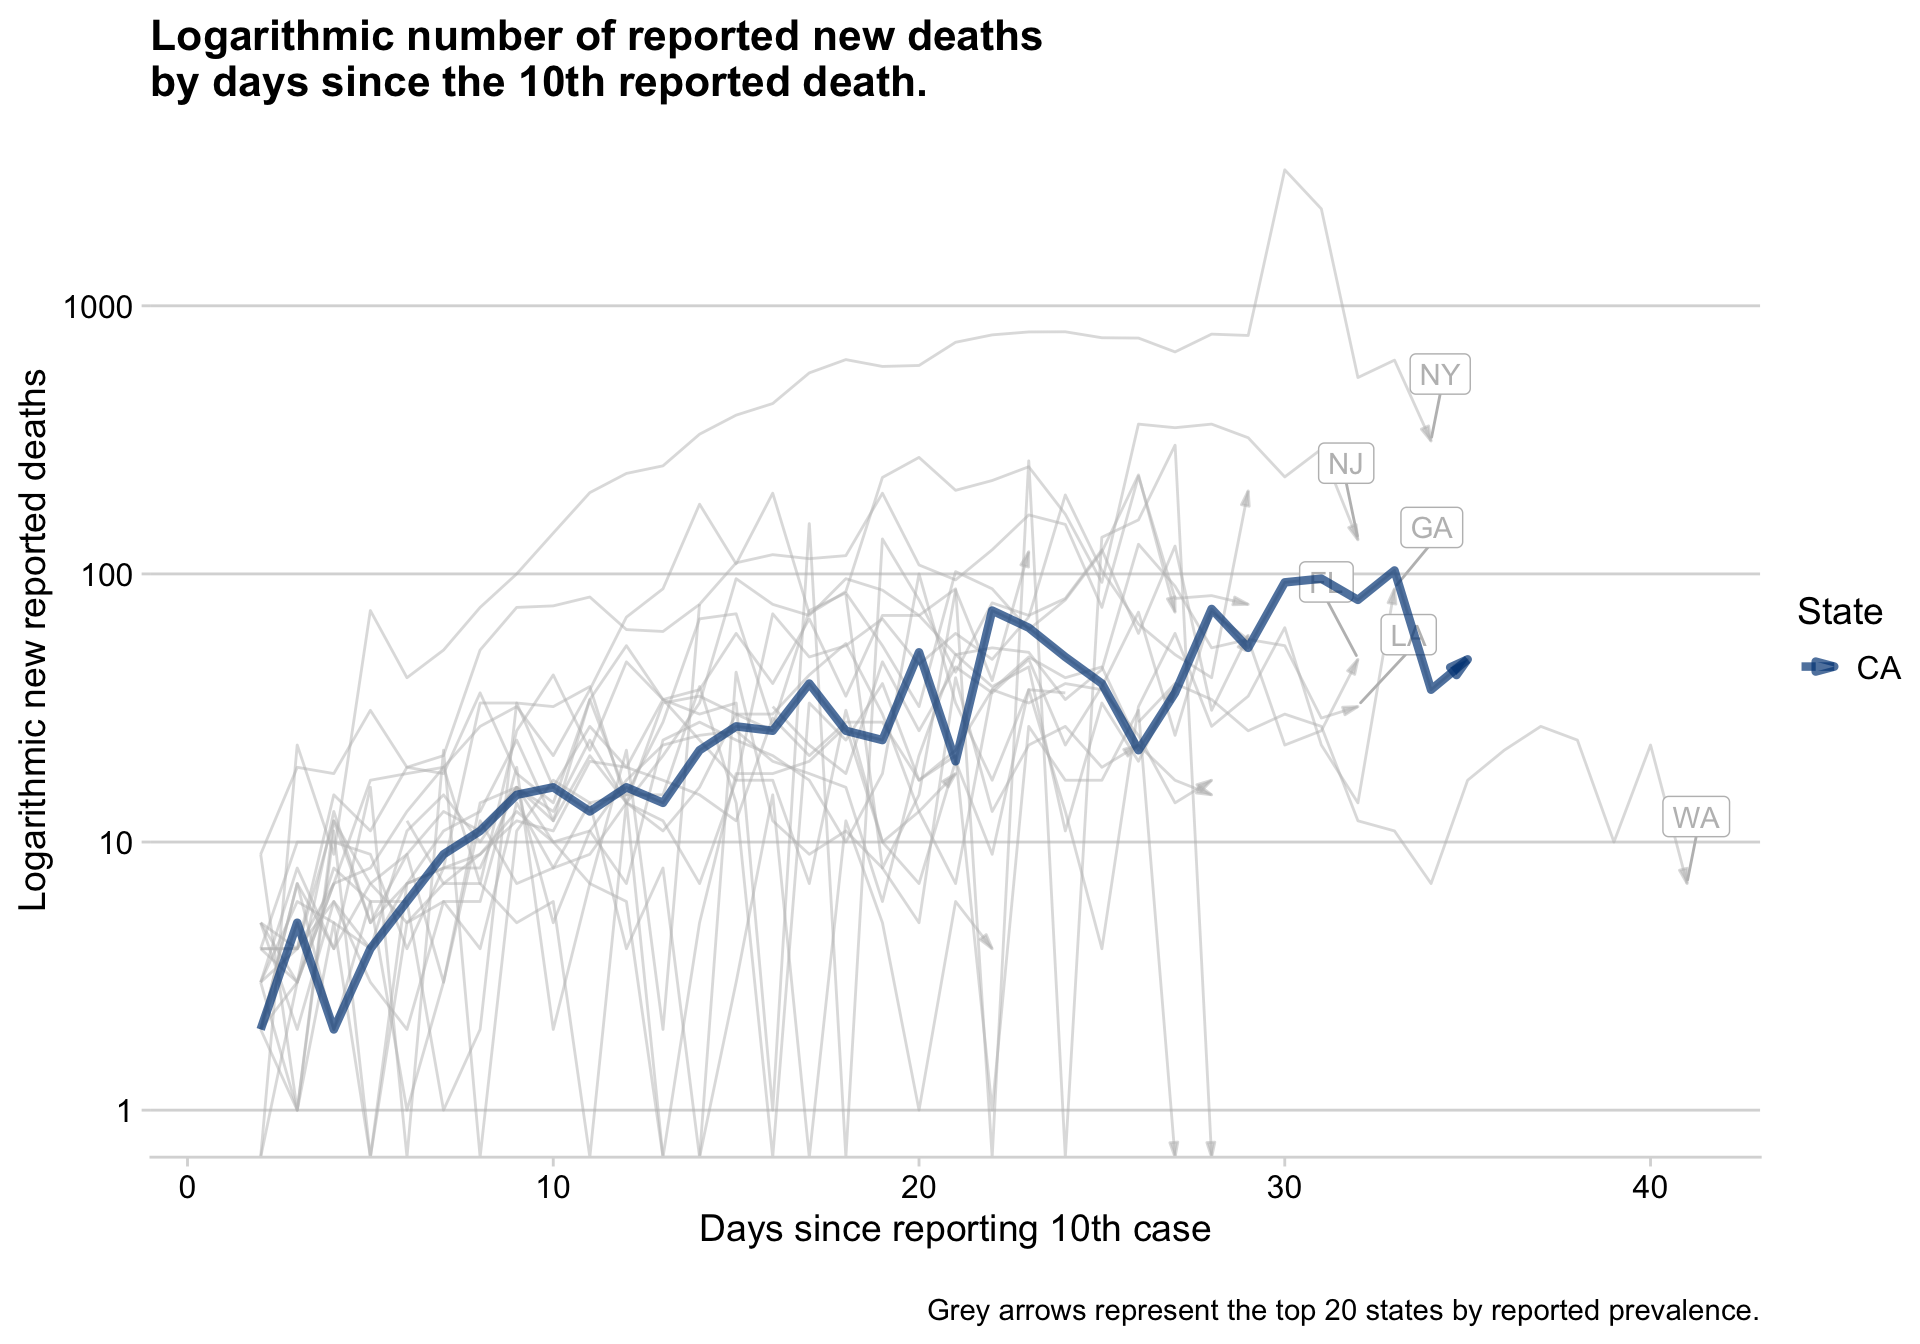 Logarithmic number of reported new deaths
by days since the 10th reported death.
Logarithmic new reported deaths
1000
100
10
1
NY
NJ
GA
FL
LA
WA
State
CA
0 10 20 30 40
Days since reporting 10th case
Grey arrows represent the top 20 states by reported prevalence.